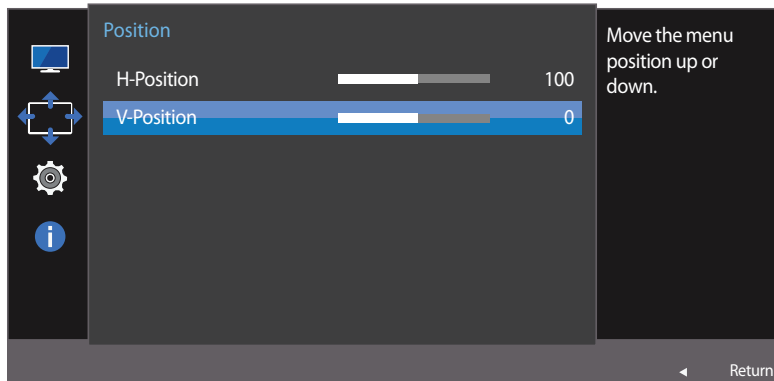 Position
H-Position 100
V-Position 0
Move the menu
position up or
down.
Return